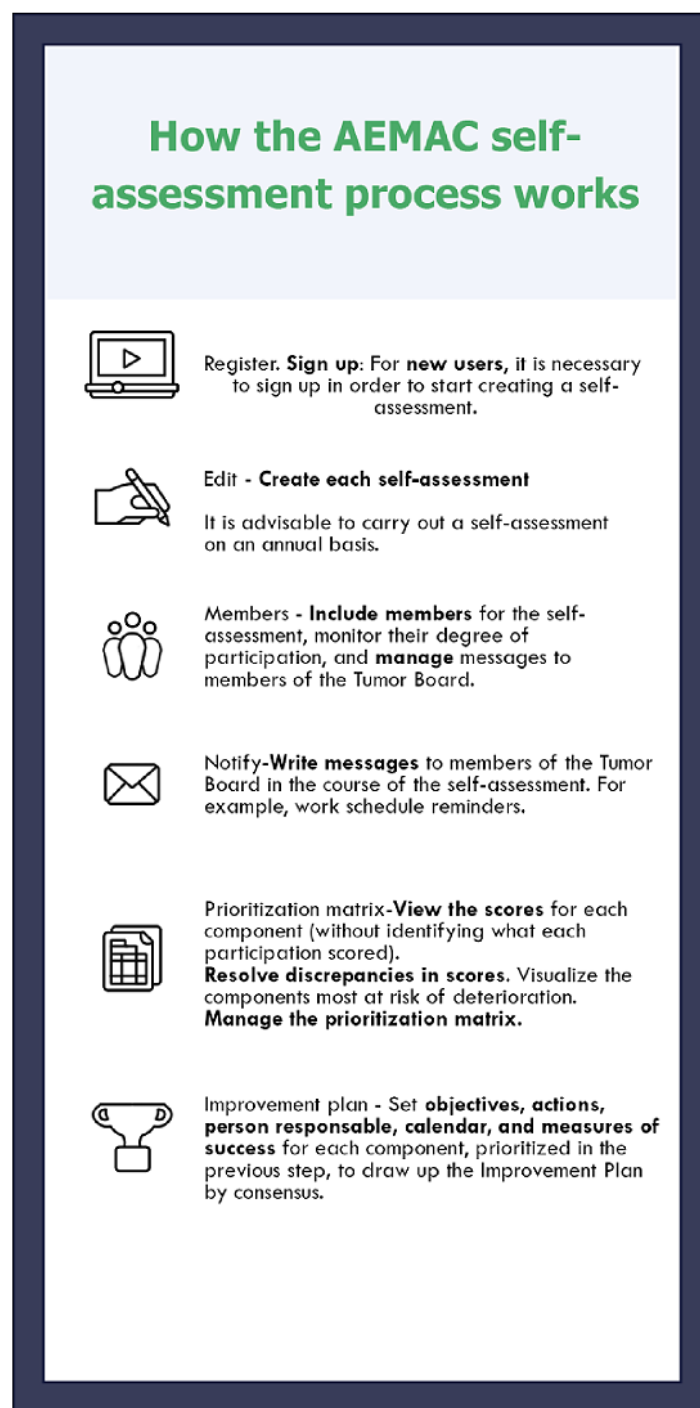 How the AEMAC self-
assessment process works
Register. Sign up: For new users, it is necessary
to sign up in order to start creating a self-
assessment.
Edit - Create each self-assessment
It is advisable to carry out a self-assessment
on an annual basis.
Members - Include members for the self-
assessment, monitor their degree of
participation, and manage messages to
members of the Tumor Board.
Notify-Write messages to members of the Tumor
Board in the course of the self-assessment. For
example, work schedule reminders.
Prioritization matrix-View the scores for each
component (without identifying what each
participation scored).
Resolve discrepancies in scores. Visualize the
components most at risk of deterioration.
Manage the prioritization matrix.
Improvement plan - Set objectives, actions,
person responsable, calendar, and measures of
success for each component, prioritized in the
previous step, to draw up the Improvement Plan
by consensus.